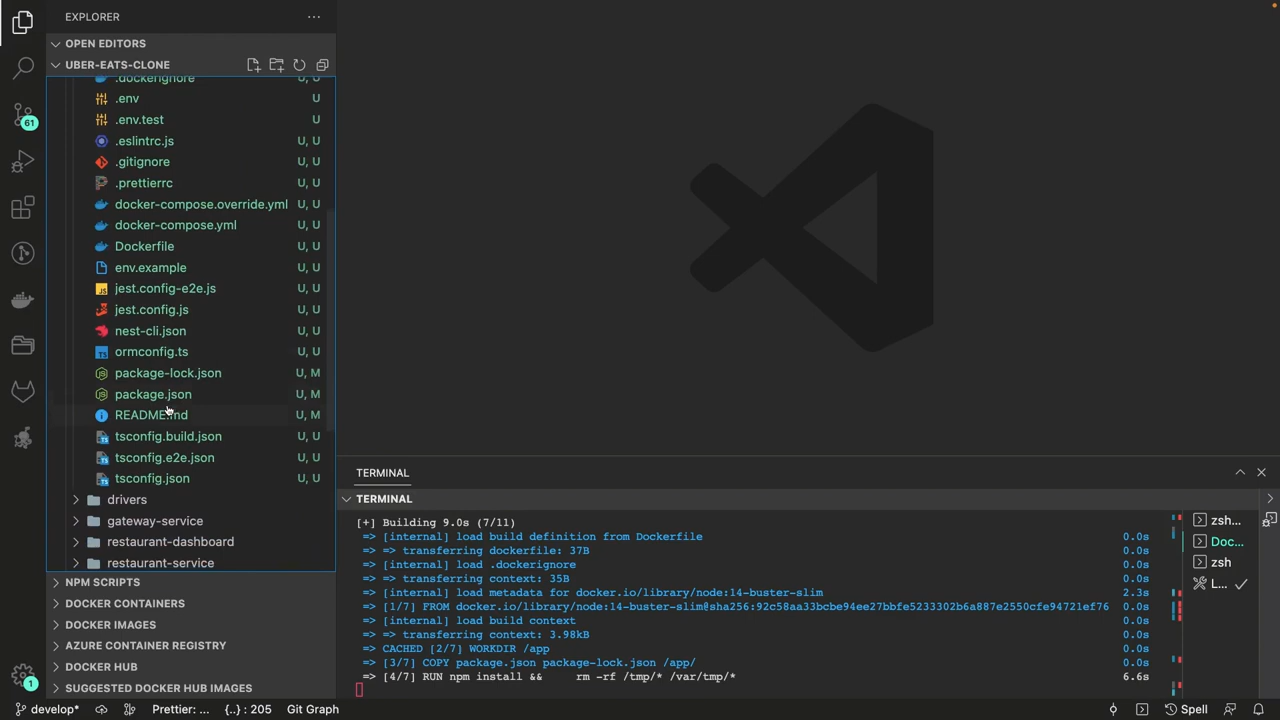 EXPLORER
OPEN EDITORS
UBER-EATS-CLONE
.dockerignore U, U
.env U
.env.test U
.eslintrc.js U, U
.gitignore U, U
.prettierrc U, U
docker-compose.override.yml U, U
docker-compose.yml U, U
Dockerfile U, U
env.example U, U
jest.config-e2e.js U, U
jest.config.js U, U
nest-cli.json U, U
ormconfig.ts U, U
package-lock.json U, M
package.json U, M
README.md U, M
tsconfig.build.json U, U
tsconfig.e2e.json U, U
tsconfig.json U, U
drivers
gateway-service
restaurant-dashboard
restaurant-service
NPM SCRIPTS
DOCKER CONTAINERS
DOCKER IMAGES
AZURE CONTAINER REGISTRY
DOCKER HUB
SUGGESTED DOCKER HUB IMAGES
61
1
TERMINAL
TERMINAL
[+] Building 9.0s (7/11)
=> [internal] load build definition from Dockerfile 0.0s
=> => transferring dockerfile: 37B 0.0s
=> [internal] load .dockerignore 0.0s
=> => transferring context: 35B 0.0s
=> [internal] load metadata for docker.io/library/node:14-buster-slim 2.3s
=> [1/7] FROM docker.io/library/node:14-buster-slim@sha256:92c58aa33bcbe94ee27bbfe5233302b6a887e2550cfe94721ef76 0.0s
=> [internal] load build context 0.0s
=> => transferring context: 3.98kB 0.0s
=> CACHED [2/7] WORKDIR /app 0.0s
=> [3/7] COPY package.json package-lock.json /app/ 0.0s
=> [4/7] RUN npm install && rm -rf /tmp/* /var/tmp/* 6.6s
zsh...
Doc...
zsh
L...
develop*
Prettier: ...
{..} : 205
Git Graph
Spell